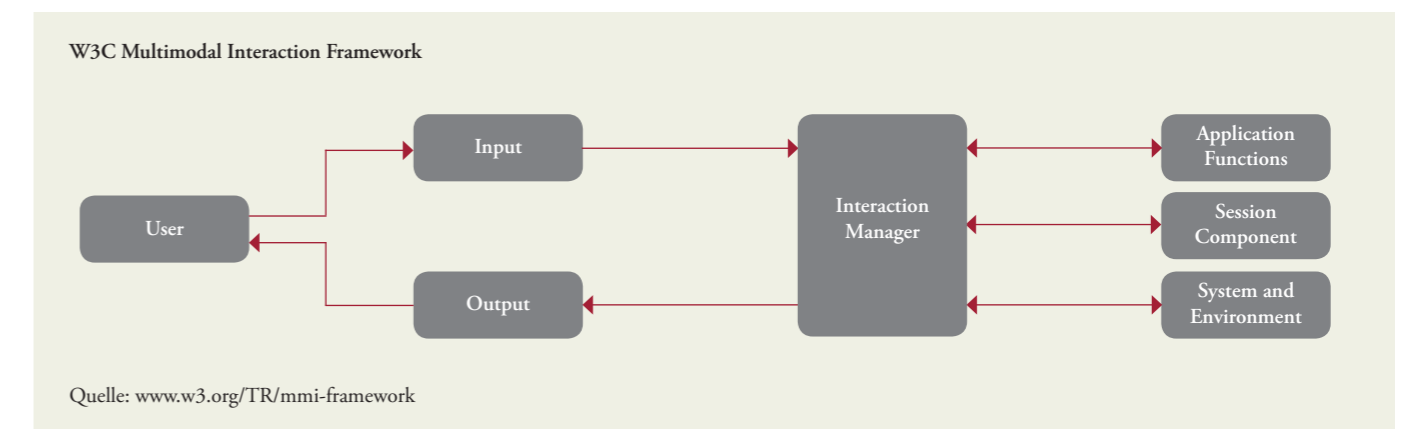 W3C Multimodal Interaction Framework
User
Input
Output
Interaction
Manager
Application
Functions
Session
Component
System and
Environment
Quelle: www.w3.org/TR/mmi-framework